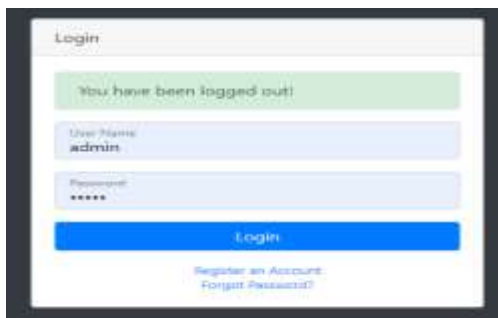 Login
You have been logged out!
User Name
admin
Password
•••••
Login
Register an Account
Forgot Password?